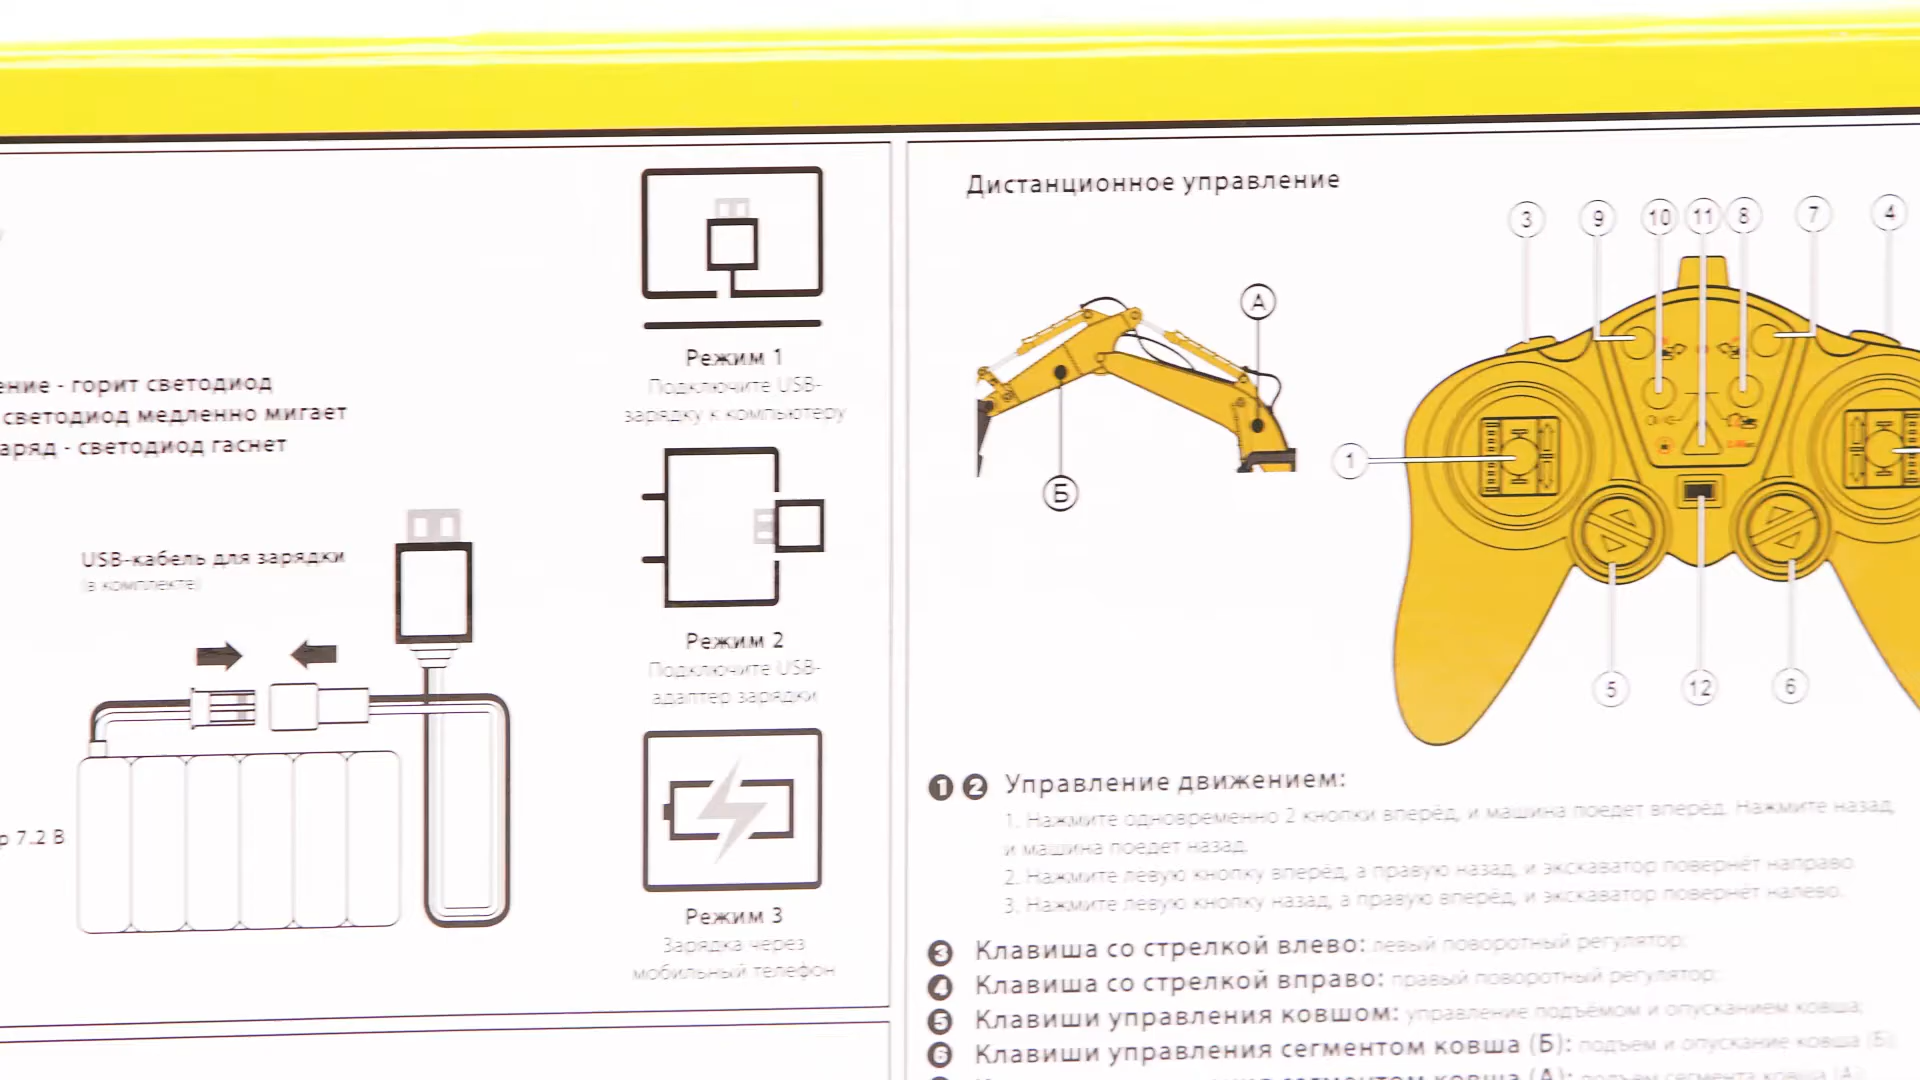 ение - горит светодиод
светодиод медленно мигает
аряд - светодиод гаснет
USB-кабель для зарядки
(в комплекте)
р 7.2 В
Режим 1
Подключите USB-
зарядку к компьютеру
Режим 2
Подключите USB-
адаптер зарядки
Режим 3
Зарядка через
мобильный телефон
Дистанционное управление
3 9 10 11 8 7 4
А
Б
1
5 12 6
1 2 Управление движением:
1. Нажмите одновременно 2 кнопки вперёд, и машина поедет вперёд. Нажмите назад,
и машина поедет назад.
2. Нажмите левую кнопку вперёд, а правую назад, и экскаватор повернёт направо
3. Нажмите левую кнопку назад, а правую вперёд, и экскаватор повернёт налево.
3 Клавиша со стрелкой влево: левый поворотный регулятор;
4 Клавиша со стрелкой вправо: правый поворотный регулятор;
5 Клавиши управления ковшом: управление подъёмом и опусканием ковша;
6 Клавиши управления сегментом ковша (Б): подъем и опускание ковша (Б)
сегментом ковша (А): подъем сегмента ковша (А)